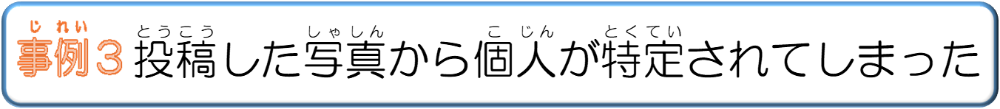 じれい とうこう しゃしん こじん とくてい
事例３ 投稿した写真から個人が特定されてしまった